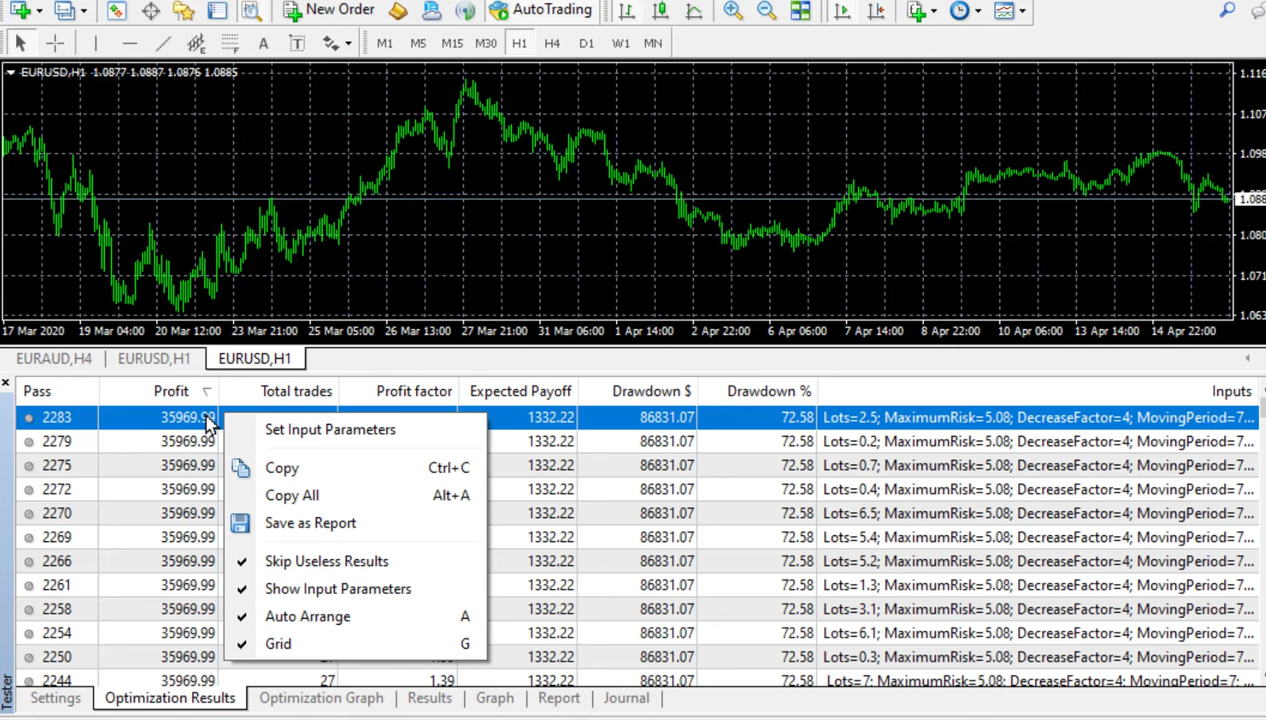 New Order AutoTrading
A T M1 M5 M15 M30 H1 H4 D1 W1 MN
EURUSD,H1 1.0877 1.0887 1.0876 1.0885
1.116
1.107
1.098
1.088
1.080
1.071
1.063
17 Mar 2020 19 Mar 04:00 20 Mar 12:00 23 Mar 21:00 25 Mar 05:00 26 Mar 13:00 27 Mar 21:00 31 Mar 06:00 1 Apr 14:00 2 Apr 22:00 6 Apr 06:00 7 Apr 14:00 8 Apr 22:00 10 Apr 06:00 13 Apr 14:00 14 Apr 22:00
EURAUD,H4 EURUSD,H1 EURUSD,H1
Pass Profit Total trades Profit factor Expected Payoff Drawdown $ Drawdown % Inputs
2283 35969.99 1332.22 86831.07 72.58 Lots=2.5; MaximumRisk=5.08; DecreaseFactor=4; MovingPeriod=7...
2279 35969.99 1332.22 86831.07 72.58 Lots=0.2; MaximumRisk=5.08; DecreaseFactor=4; MovingPeriod=7...
2275 35969.99 1332.22 86831.07 72.58 Lots=0.7; MaximumRisk=5.08; DecreaseFactor=4; MovingPeriod=7...
2272 35969.99 1332.22 86831.07 72.58 Lots=0.4; MaximumRisk=5.08; DecreaseFactor=4; MovingPeriod=7...
2270 35969.99 1332.22 86831.07 72.58 Lots=6.5; MaximumRisk=5.08; DecreaseFactor=4; MovingPeriod=7...
2269 35969.99 1332.22 86831.07 72.58 Lots=5.4; MaximumRisk=5.08; DecreaseFactor=4; MovingPeriod=7...
2266 35969.99 1332.22 86831.07 72.58 Lots=5.2; MaximumRisk=5.08; DecreaseFactor=4; MovingPeriod=7...
2261 35969.99 1332.22 86831.07 72.58 Lots=1.3; MaximumRisk=5.08; DecreaseFactor=4; MovingPeriod=7...
2258 35969.99 1332.22 86831.07 72.58 Lots=3.1; MaximumRisk=5.08; DecreaseFactor=4; MovingPeriod=7...
2254 35969.99 1332.22 86831.07 72.58 Lots=6.1; MaximumRisk=5.08; DecreaseFactor=4; MovingPeriod=7...
2250 35969.99 1332.22 86831.07 72.58 Lots=0.3; MaximumRisk=5.08; DecreaseFactor=4; MovingPeriod=7...
2244 35969.99 27 1.39 1332.22 86831.07 72.58 Lots=7; MaximumRisk=5.08; DecreaseFactor=4; MovingPeriod=7...
Set Input Parameters
Copy Ctrl+C
Copy All Alt+A
Save as Report
Skip Useless Results
Show Input Parameters
Auto Arrange A
Grid G
Tester
Settings Optimization Results Optimization Graph Results Graph Report Journal